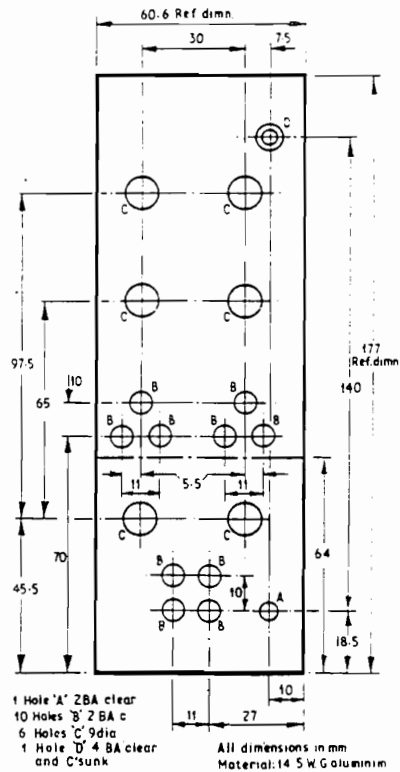 60.6 Ref dimn.
30
7.5
D
C
C
C
C
97.5
65
10
177
Ref.dimn
140
B
B
B
B
B
B
11
5.5
11
C
C
70
45.5
64
B
B
10
A
B
B
18.5
10
11
27
1 Hole 'A' 2BA clear
10 Holes 'B' 2 BA c
6 Holes 'C' 9dia
1 Hole 'D' 4 BA clear
and C'sunk
All dimensions in mm
Material: 14 S.W.G aluminim